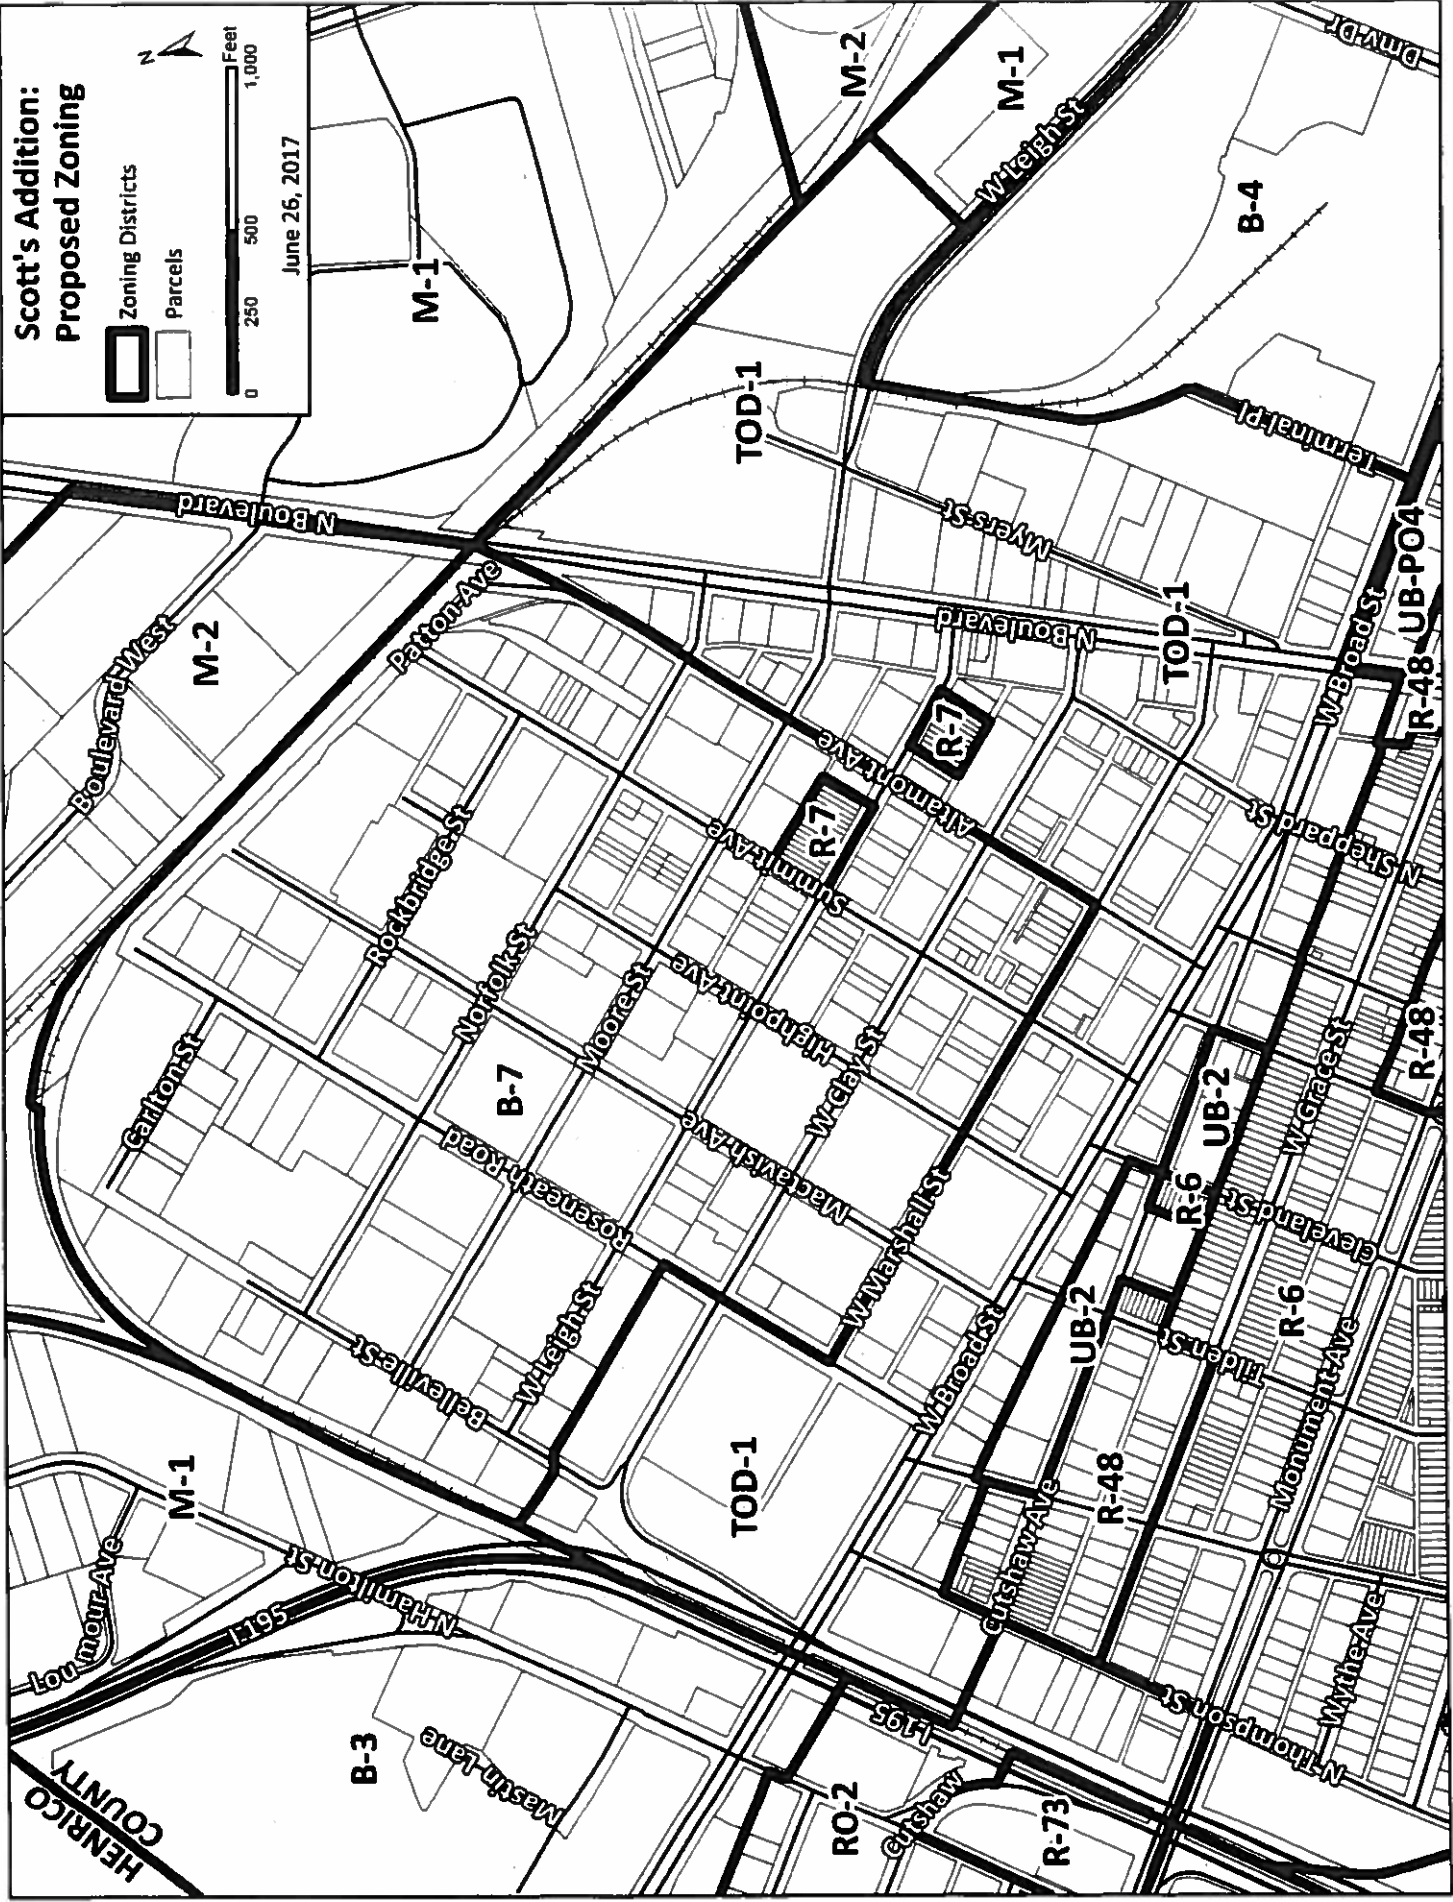 Scott's Addition:
Proposed Zoning
Zoning Districts
Parcels
N
0 250 500 1,000
Feet
June 26, 2017
HENRICO
COUNTY
Lou mour Ave
M-1
I 195
N Hamilton St
B-3
Mastin Lane
RO-2
Cutshaw
R-73
I 195
Boulevard West
M-2
N Boulevard
M-1
M-2
M-1
Patton Ave
Carlton St
Rockbridge St
Norfolk St
Moore St
B-7
Belleville St
W Leigh St
Roseneath Road
Mactavish Ave
Highpoint Ave
Summit Ave
Altamont Ave
W Clay St
W Marshall St
R-7
R-7
TOD-1
TOD-1
TOD-1
Myers St
N Boulevard
W Leigh St
B-4
Dmv Dr
Terminal Pl
W Broad St
W Broad St
N Sheppard St
UB-PO4
R-48
R-48
UB-2
UB-2
R-6
R-6
R-48
Cutshaw Ave
Tilden St
Cleveland St
W Grace St
Monument Ave
Wythe Ave
N Thompson St